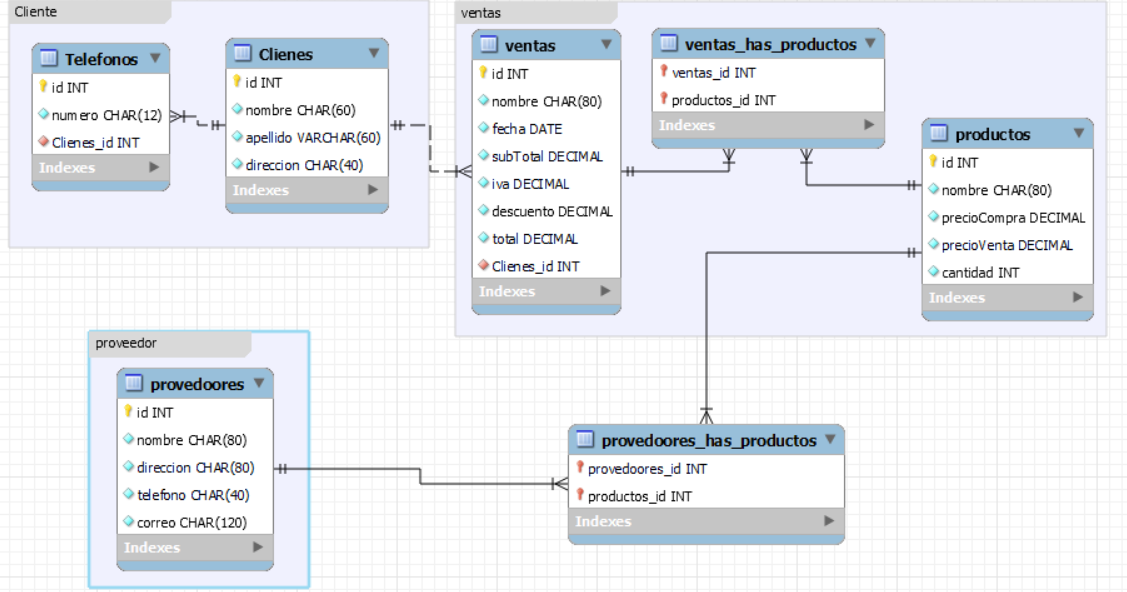 Cliente
Telefonos
id INT
numero CHAR(12)
Clienes_id INT
Indexes
Clienes
id INT
nombre CHAR(60)
apellido VARCHAR(60)
direccion CHAR(40)
Indexes
ventas
ventas
id INT
nombre CHAR(80)
fecha DATE
subTotal DECIMAL
iva DECIMAL
descuento DECIMAL
total DECIMAL
Clienes_id INT
Indexes
ventas_has_productos
ventas_id INT
productos_id INT
Indexes
productos
id INT
nombre CHAR(80)
precioCompra DECIMAL
precioVenta DECIMAL
cantidad INT
Indexes
proveedor
provedoores
id INT
nombre CHAR(80)
direccion CHAR(80)
telefono CHAR(40)
correo CHAR(120)
Indexes
provedoores_has_productos
provedoores_id INT
productos_id INT
Indexes